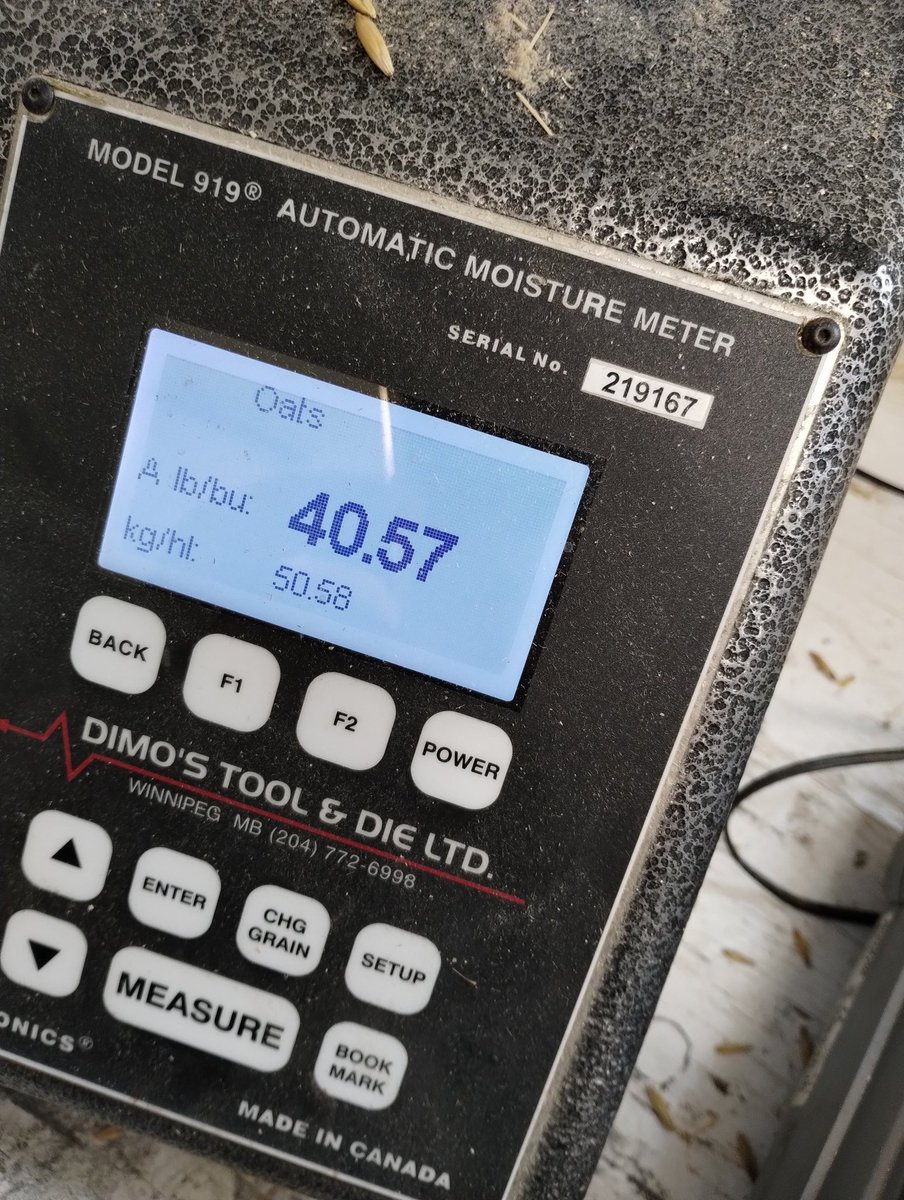 MODEL 919® AUTOMATIC MOISTURE METER
SERIAL No. 219167
Oats
A lb/bu: 40.57
kg/hl: 50.58
BACK
F1
F2
POWER
DIMO'S TOOL & DIE LTD.
WINNIPEG MB (204) 772-6998
ENTER
CHG
GRAIN
SETUP
MEASURE
BOOK
MARK
MADE IN CANADA